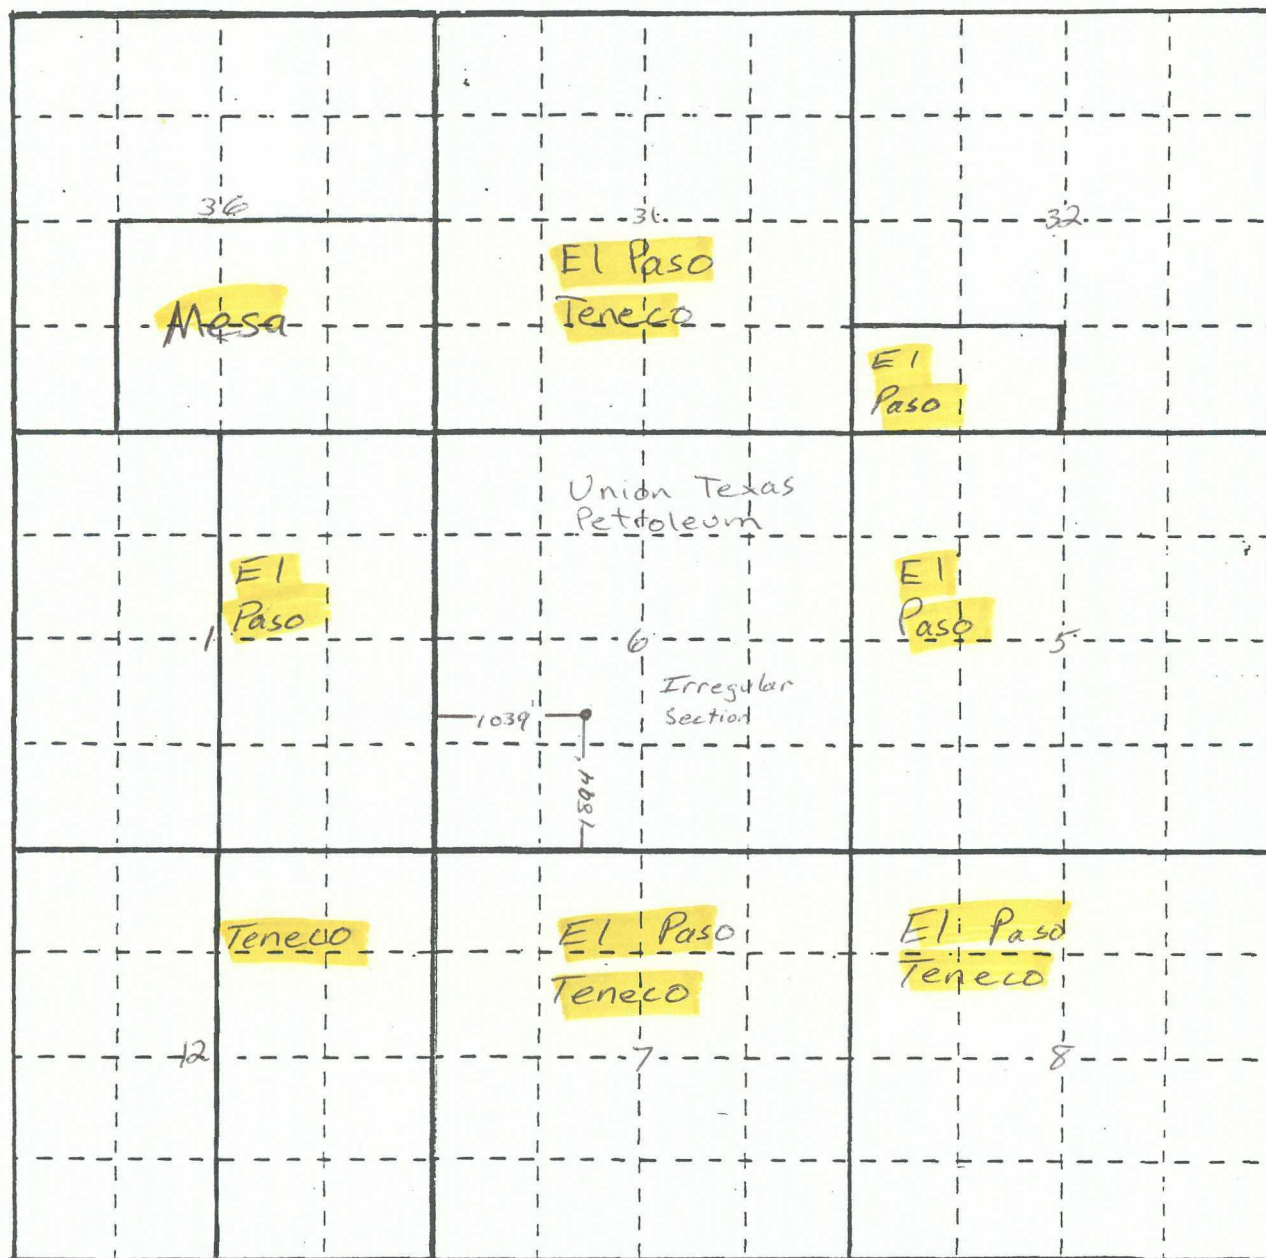 36
31
32
El Paso
Teneco
Mesa
El
Paso
Union Texas
Petroleum
El
Paso
El
Paso
1
6
5
Irregular
Section
1039'
1894'
Teneco
El Paso
Teneco
El Paso
Teneco
12
7
8